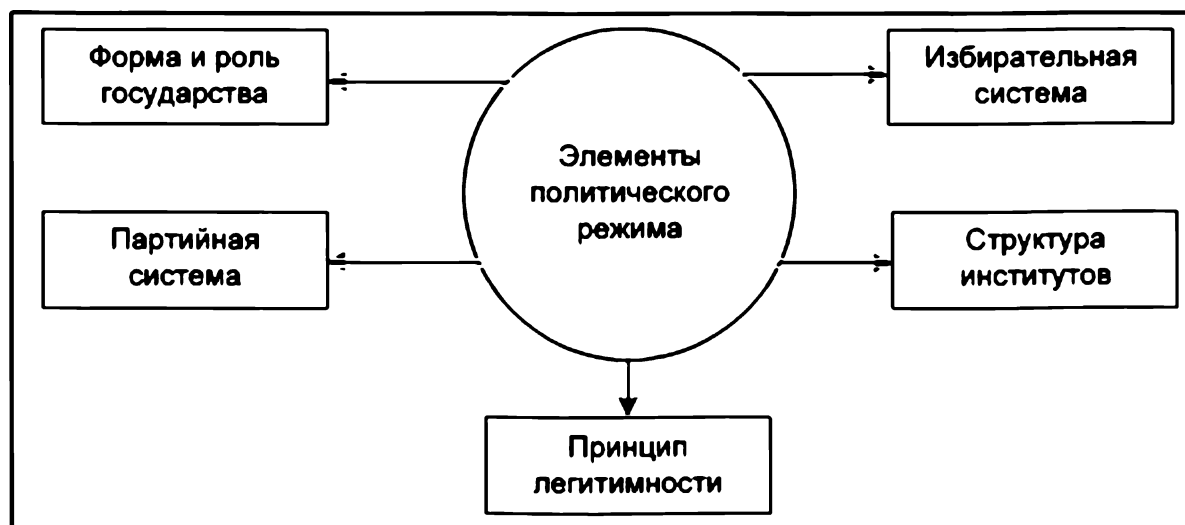 Форма и роль
государства
Избирательная
система
Элементы
политического
режима
Партийная
система
Структура
институтов
Принцип
легитимности